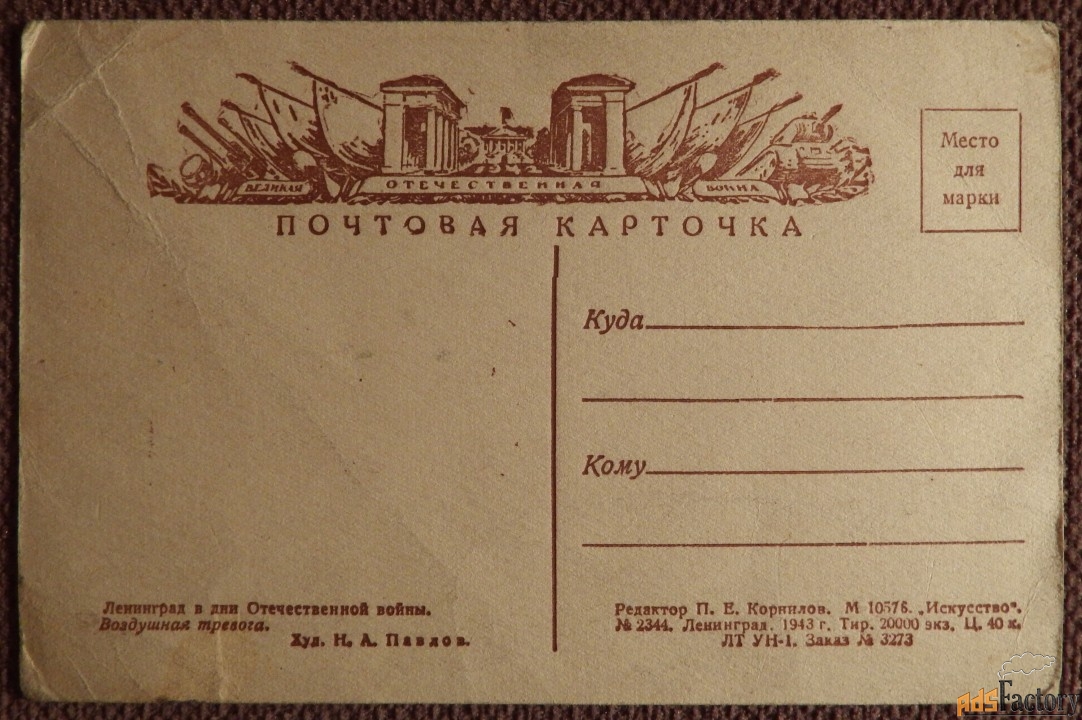 ВЕЛИКАЯ ОТЕЧЕСТВЕННАЯ ВОЙНА
ПОЧТОВАЯ КАРТОЧКА
Место
для
марки
Куда
Кому
Ленинград в дни Отечественной войны.
Воздушная тревога.
Худ. Н. А. Павлов.
Редактор П. Е. Корнилов. М 10576. „Искусство“.
№ 2344. Ленинград. 1943 г. Тир. 20000 экз. Ц. 40 к.
ЛТ УН-1. Заказ № 3273
AdsFactory